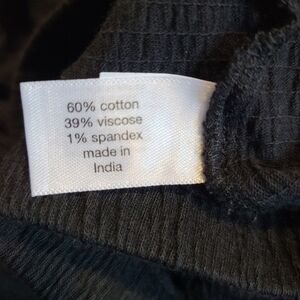 60% cotton
39% viscose
1% spandex
made in
India